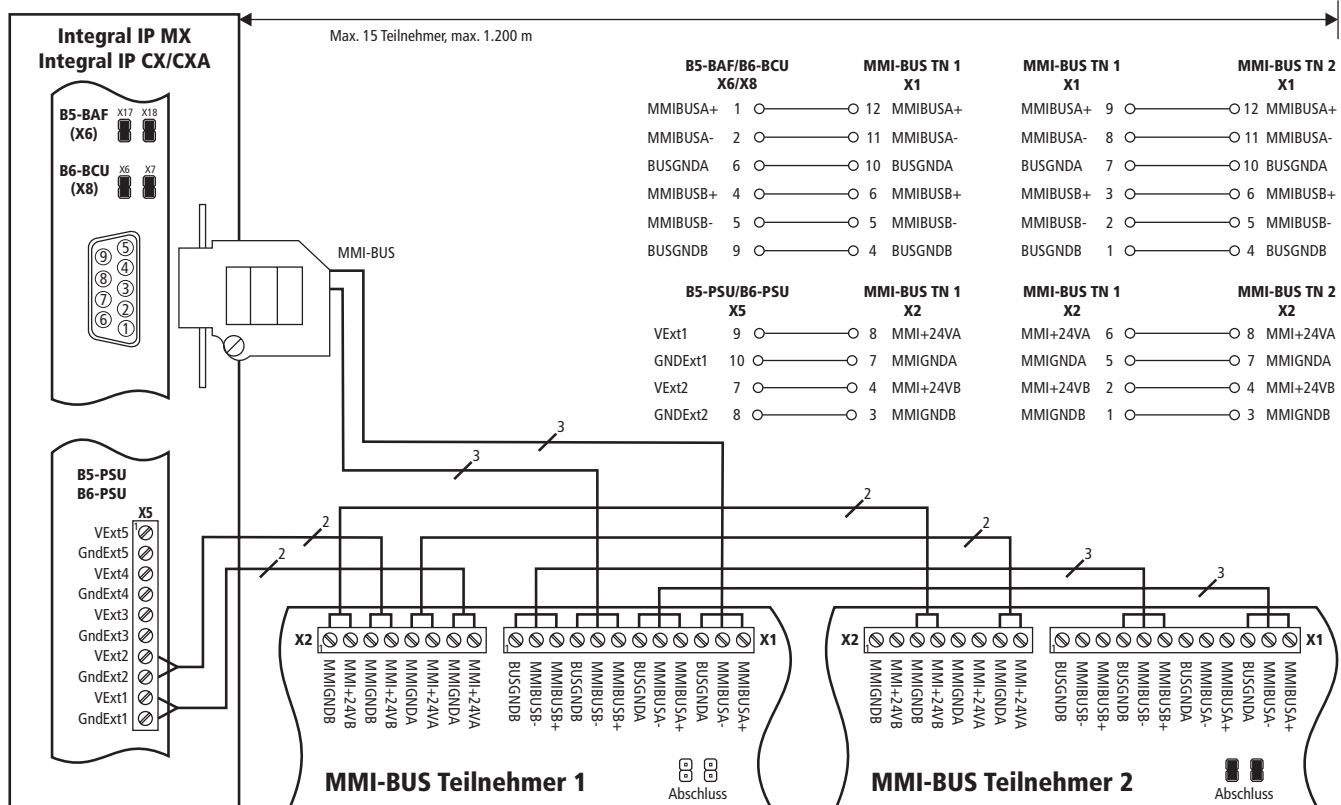 Integral IP MX
Integral IP CX/CXA
Max. 15 Teilnehmer, max. 1.200 m
B5-BAF
(X6)
X17 X18
B6-BCU
(X8)
X6 X7
9 8 7 6
5 4 3 2 1
MMI-BUS
B5-BAF/B6-BCU MMI-BUS TN 1
X6/X8 X1
MMIBUSA+ 1 12 MMIBUSA+
MMIBUSA- 2 11 MMIBUSA-
BUSGNDA 6 10 BUSGNDA
MMIBUSB+ 4 6 MMIBUSB+
MMIBUSB- 5 5 MMIBUSB-
BUSGNDB 9 4 BUSGNDB
MMI-BUS TN 1 MMI-BUS TN 2
X1 X1
MMIBUSA+ 9 12 MMIBUSA+
MMIBUSA- 8 11 MMIBUSA-
BUSGNDA 7 10 BUSGNDA
MMIBUSB+ 3 6 MMIBUSB+
MMIBUSB- 2 5 MMIBUSB-
BUSGNDB 1 4 BUSGNDB
B5-PSU/B6-PSU MMI-BUS TN 1
X5 X2
VExt1 9 8 MMI+24VA
GNDExt1 10 7 MMIGNDA
VExt2 7 4 MMI+24VB
GNDExt2 8 3 MMIGNDB
MMI-BUS TN 1 MMI-BUS TN 2
X2 X2
MMI+24VA 6 8 MMI+24VA
MMIGNDA 5 7 MMIGNDA
MMI+24VB 2 4 MMI+24VB
MMIGNDB 1 3 MMIGNDB
3
3
2
2
2
2
3
3
B5-PSU
B6-PSU
X5
1
VExt5
GndExt5
VExt4
GndExt4
VExt3
GndExt3
VExt2
GndExt2
VExt1
GndExt1
X2
1
MMIGNDB
MMI+24VB
MMIGNDB
MMI+24VB
MMIGNDA
MMI+24VA
MMIGNDA
MMI+24VA
1
X1
BUSGNDB
MMIBUSB-
MMIBUSB+
BUSGNDB
MMIBUSB-
MMIBUSB+
BUSGNDA
MMIBUSA-
MMIBUSA+
BUSGNDA
MMIBUSA-
MMIBUSA+
MMI-BUS Teilnehmer 1
Abschluss
X2
1
MMIGNDB
MMI+24VB
MMIGNDB
MMI+24VB
MMIGNDA
MMI+24VA
MMIGNDA
MMI+24VA
1
X1
BUSGNDB
MMIBUSB-
MMIBUSB+
BUSGNDB
MMIBUSB-
MMIBUSB+
BUSGNDA
MMIBUSA-
MMIBUSA+
BUSGNDA
MMIBUSA-
MMIBUSA+
MMI-BUS Teilnehmer 2
Abschluss